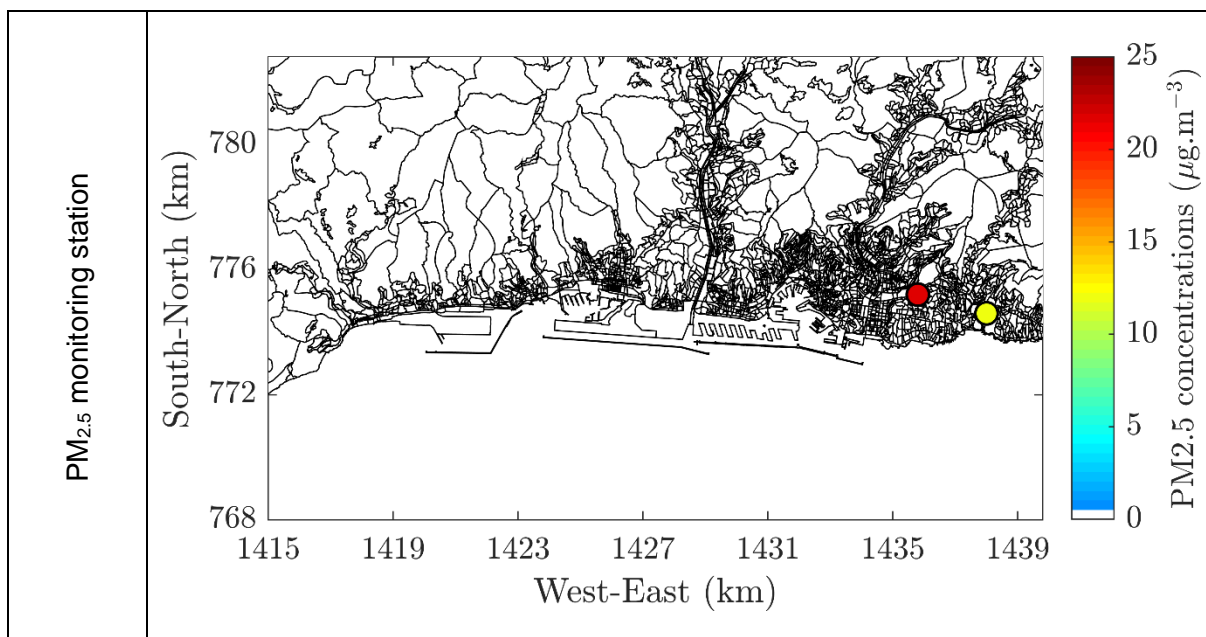 PM2.5 monitoring station
South-North (km)
780
776
772
768
1415 1419 1423 1427 1431 1435 1439
West-East (km)
25
20
15
10
5
0
PM2.5 concentrations (μg.m−3)